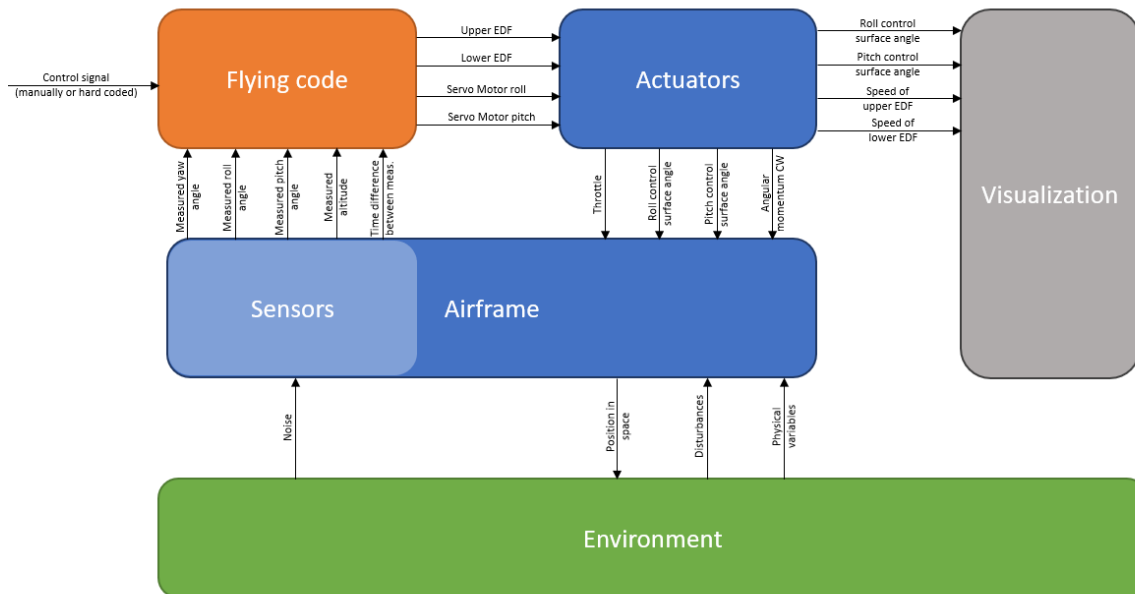 Control signal
(manually or hard coded)
Flying code
Upper EDF
Lower EDF
Servo Motor roll
Servo Motor pitch
Actuators
Roll control
surface angle
Pitch control
surface angle
Speed of
upper EDF
Speed of
lower EDF
Visualization
Measured yaw
angle
Measured roll
angle
Measured pitch
angle
Measured
altitude
Time difference
between meas.
Throttle
Roll control
surface angle
Pitch control
surface angle
Angular
momentum CW
Sensors
Airframe
Noise
Position in
space
Disturbances
Physical
variables
Environment